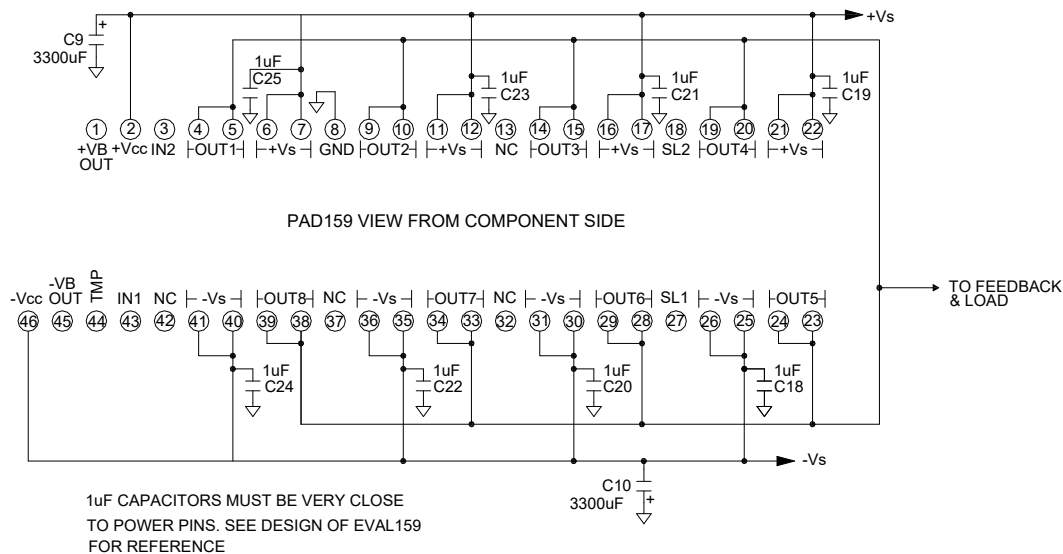 +
C9
3300uF
+Vs
1uF
C25
1uF
C23
1uF
C21
1uF
C19
1 2 3 4 5 6 7 8 9 10 11 12 13 14 15 16 17 18 19 20 21 22
+VB
OUT
+Vcc IN2 OUT1 +Vs GND OUT2 +Vs NC OUT3 +Vs SL2 OUT4 +Vs
PAD159 VIEW FROM COMPONENT SIDE
TO FEEDBACK
& LOAD
-Vcc
-VB
OUT
TMP IN1 NC -Vs OUT8 NC -Vs OUT7 NC -Vs OUT6 SL1 -Vs OUT5
46 45 44 43 42 41 40 39 38 37 36 35 34 33 32 31 30 29 28 27 26 25 24 23
1uF
C24
1uF
C22
1uF
C20
1uF
C18
-Vs
C10
3300uF
+
1uF CAPACITORS MUST BE VERY CLOSE
TO POWER PINS. SEE DESIGN OF EVAL159
FOR REFERENCE